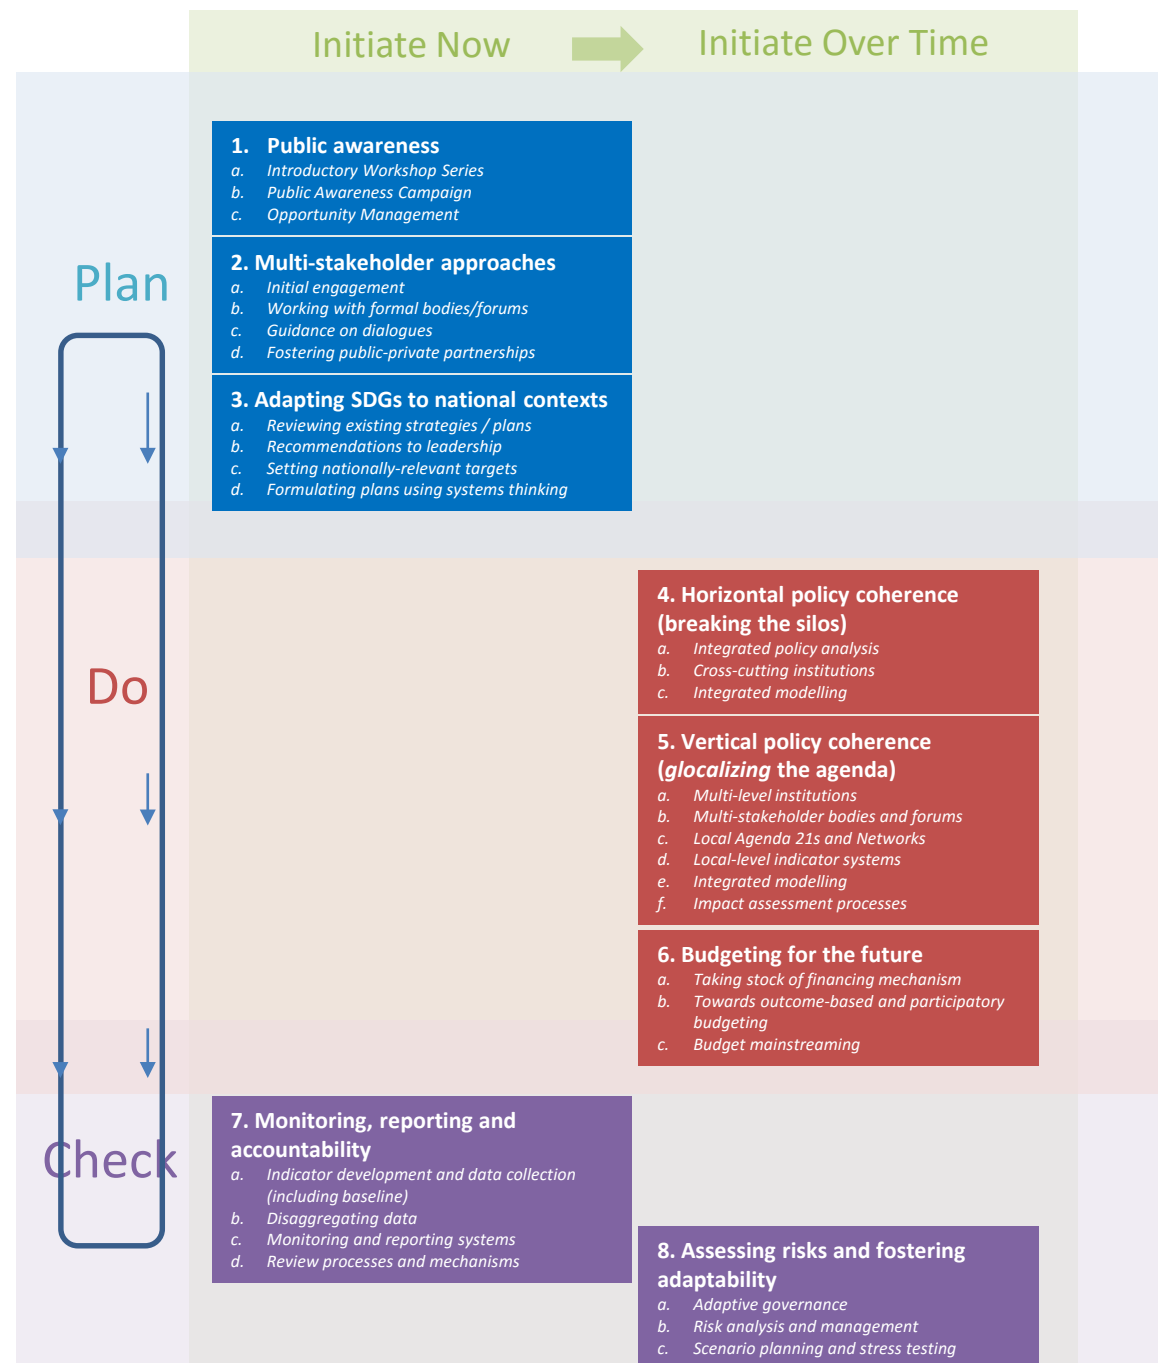 Initiate Now
Initiate Over Time
Plan
1. Public awareness
a. Introductory Workshop Series
b. Public Awareness Campaign
c. Opportunity Management
2. Multi-stakeholder approaches
a. Initial engagement
b. Working with formal bodies/forums
c. Guidance on dialogues
d. Fostering public-private partnerships
3. Adapting SDGs to national contexts
a. Reviewing existing strategies / plans
b. Recommendations to leadership
c. Setting nationally-relevant targets
d. Formulating plans using systems thinking
Do
4. Horizontal policy coherence
(breaking the silos)
a. Integrated policy analysis
b. Cross-cutting institutions
c. Integrated modelling
5. Vertical policy coherence
(glocalizing the agenda)
a. Multi-level institutions
b. Multi-stakeholder bodies and forums
c. Local Agenda 21s and Networks
d. Local-level indicator systems
e. Integrated modelling
f. Impact assessment processes
6. Budgeting for the future
a. Taking stock of financing mechanism
b. Towards outcome-based and participatory
budgeting
c. Budget mainstreaming
Check
7. Monitoring, reporting and
accountability
a. Indicator development and data collection
(including baseline)
b. Disaggregating data
c. Monitoring and reporting systems
d. Review processes and mechanisms
8. Assessing risks and fostering
adaptability
a. Adaptive governance
b. Risk analysis and management
c. Scenario planning and stress testing